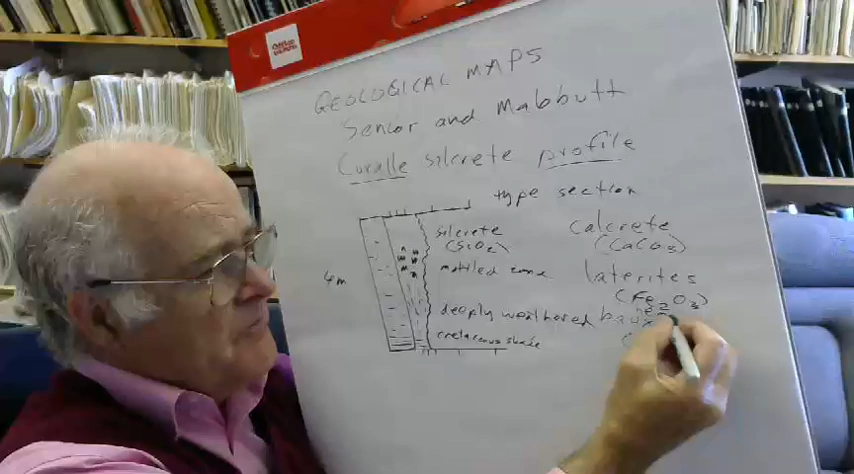 GEOLOGICAL MAPS
Senior and Mabbutt
Curalle silcrete profile
type section
silcrete
(SiO2)
calcrete
(CaCO3)
4m
mottled zone
laterites
(Fe2O3)
deeply weathered
cretaceous shale